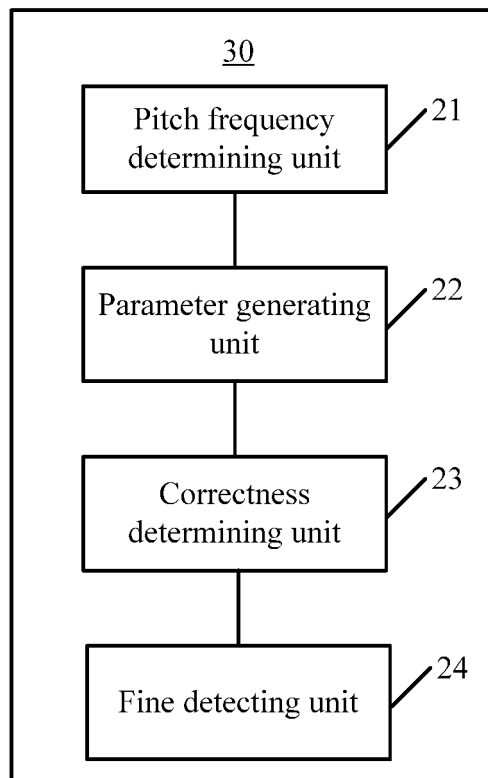 30
Pitch frequency
determining unit
21
Parameter generating
unit
22
Correctness
determining unit
23
Fine detecting unit
24